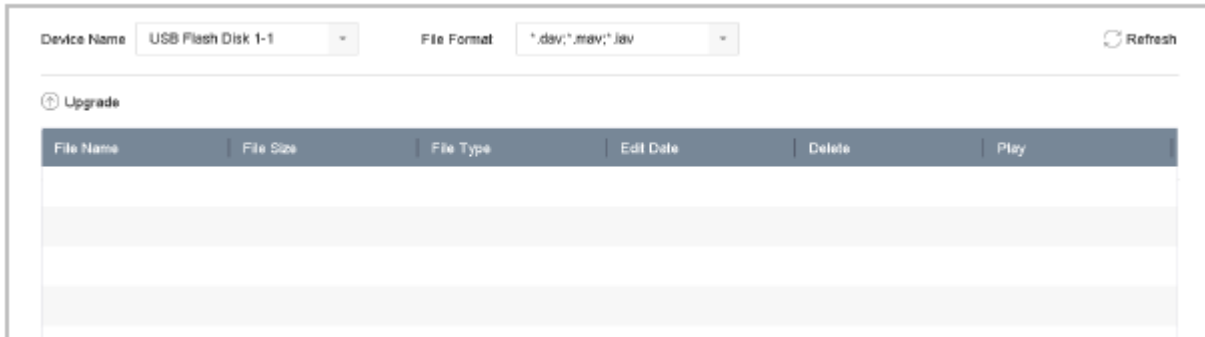 Device Name USB Flash Disk 1-1 File Format *.dav;*.mav;*.iav Refresh
Upgrade
File Name File Size File Type Edit Date Delete Play